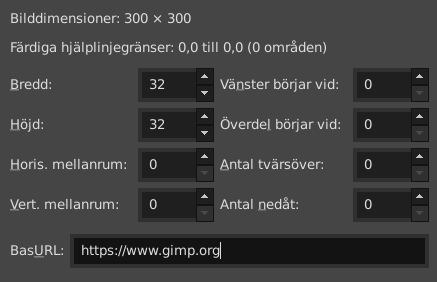 Bilddimensioner: 300 × 300
Färdiga hjälplinjegränser: 0,0 till 0,0 (0 områden)
Bredd: 32 Vänster börjar vid: 0
Höjd: 32 Överdel börjar vid: 0
Horis. mellanrum: 0 Antal tvärsöver: 0
Vert. mellanrum: 0 Antal nedåt: 0
BasURL: https://www.gimp.org